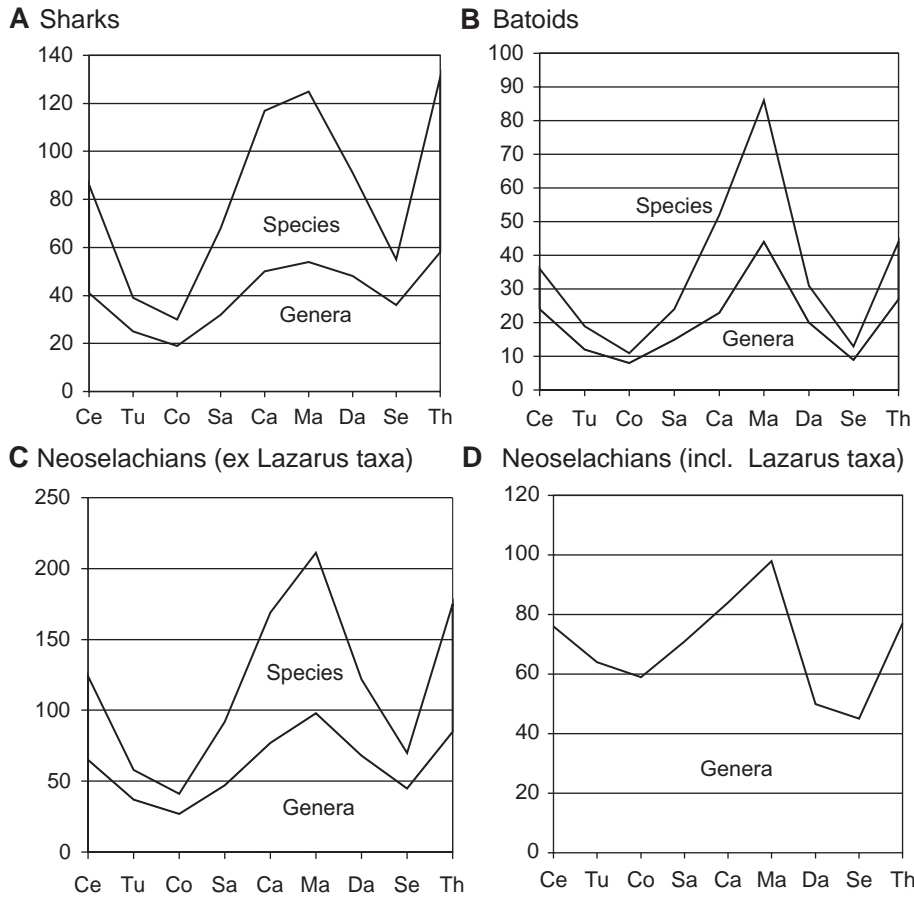 A Sharks
140
120
100
80
60
40
20
0
Species
Genera
Ce Tu Co Sa Ca Ma Da Se Th
B Batoids
100
90
80
70
60
50
40
30
20
10
0
Species
Genera
Ce Tu Co Sa Ca Ma Da Se Th
C Neoselachians (ex Lazarus taxa)
250
200
150
100
50
0
Species
Genera
Ce Tu Co Sa Ca Ma Da Se Th
D Neoselachians (incl. Lazarus taxa)
120
100
80
60
40
20
0
Genera
Ce Tu Co Sa Ca Ma Da Se Th